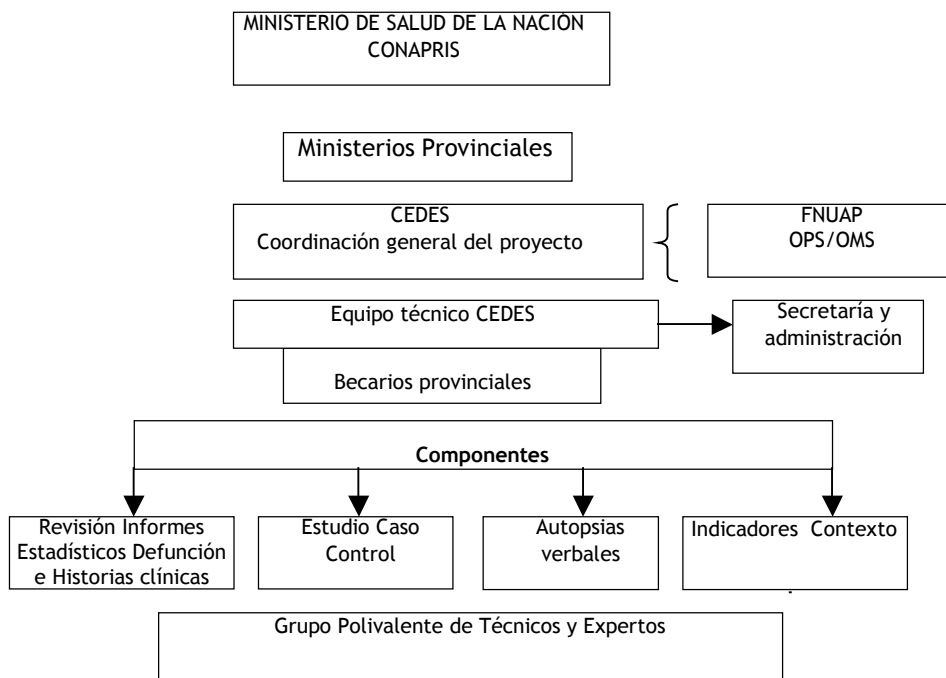 MINISTERIO DE SALUD DE LA NACIÓN
CONAPRIS
Ministerios Provinciales
CEDES
Coordinación general del proyecto
FNUAP
OPS/OMS
Equipo técnico CEDES
Secretaría y
administración
Becarios provinciales
Componentes
Revisión Informes
Estadísticos Defunción
e Historias clínicas
Estudio Caso
Control
Autopsias
verbales
Indicadores Contexto
Grupo Polivalente de Técnicos y Expertos